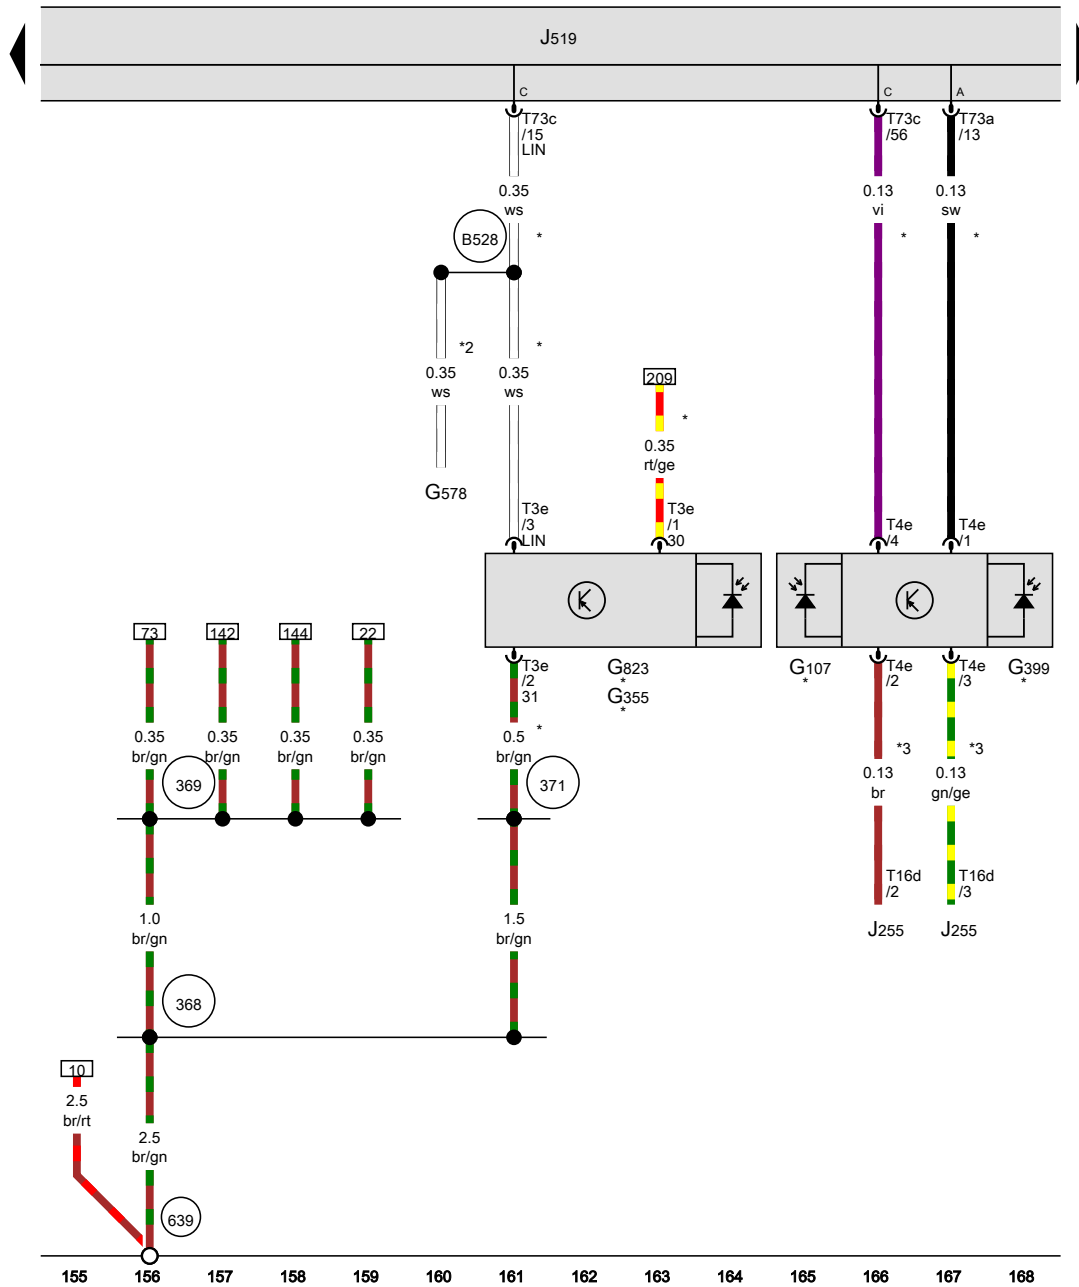 J519
C
C
A
T73c
/15
LIN
T73c
/56
T73a
/13
0.35
ws
0.13
vi
0.13
sw
B528
*
*
*
*2
*
0.35
ws
0.35
ws
209
*
0.35
rt/ge
G578
T3e
/3
LIN
T3e
/1
30
T4e
/4
T4e
/1
73
142
144
22
T3e
/2
31
G823
*
G355
*
G107
*
T4e
/2
T4e
/3
G399
*
*
0.35
br/gn
0.35
br/gn
0.35
br/gn
0.35
br/gn
0.5
br/gn
*3
*3
369
371
0.13
br
0.13
gn/ge
T16d
/2
T16d
/3
1.0
br/gn
1.5
br/gn
J255
J255
368
10
2.5
br/rt
2.5
br/gn
639
155 156 157 158 159 160 161 162 163 164 165 166 167 168